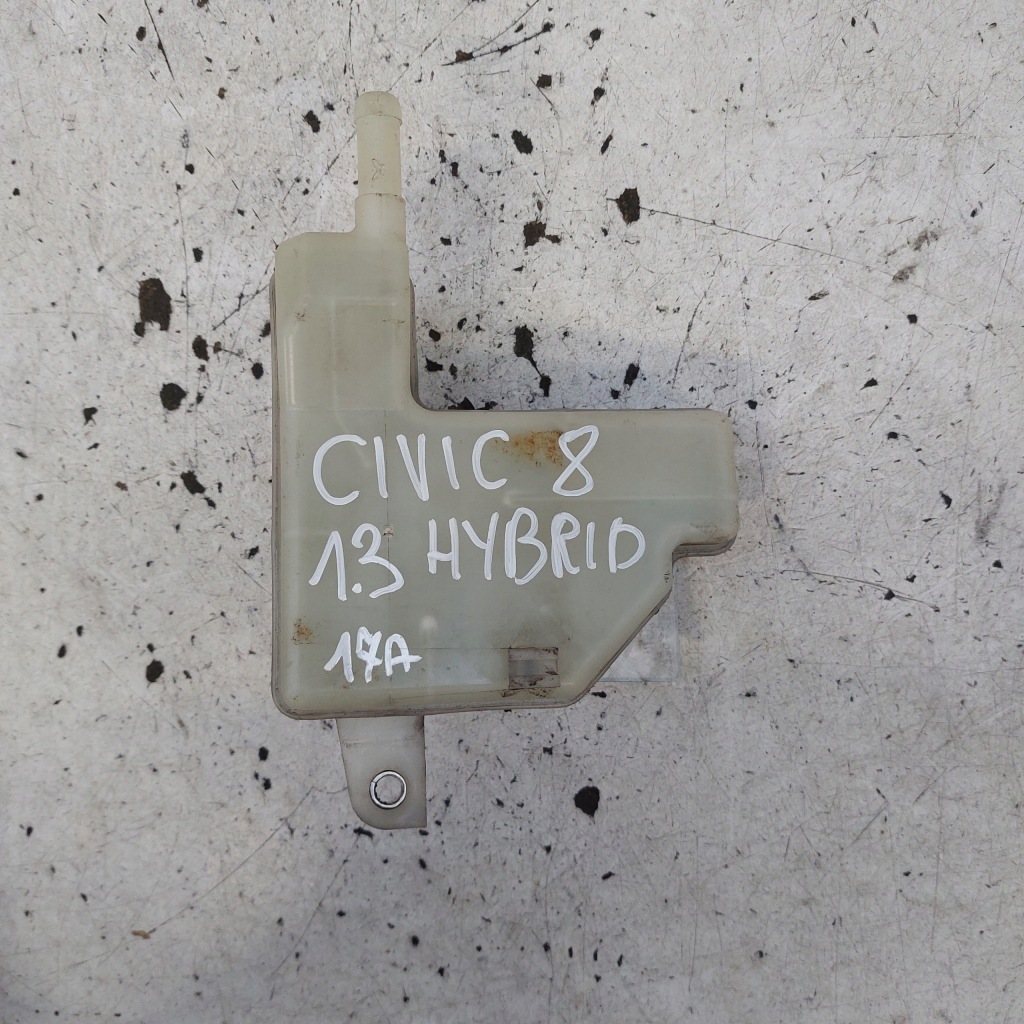 CIVIC 8
1.3 HYBRID
17A